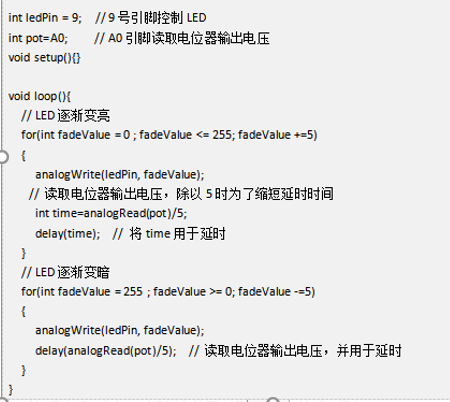 int ledPin = 9;   // 9 号引脚控制 LED
int pot=A0;       // A0 引脚读取电位器输出电压
void setup(){}
void loop(){
// LED 逐渐变亮
for(int fadeValue = 0 ; fadeValue <= 255; fadeValue +=5)
{
analogWrite(ledPin, fadeValue);
// 读取电位器输出电压，除以 5 时为了缩短延时时间
int time=analogRead(pot)/5;
delay(time);   // 将 time 用于延时
}
// LED 逐渐变暗
for(int fadeValue = 255 ; fadeValue >= 0; fadeValue -=5)
{
analogWrite(ledPin, fadeValue);
delay(analogRead(pot)/5);   // 读取电位器输出电压，并用于延时
}
}